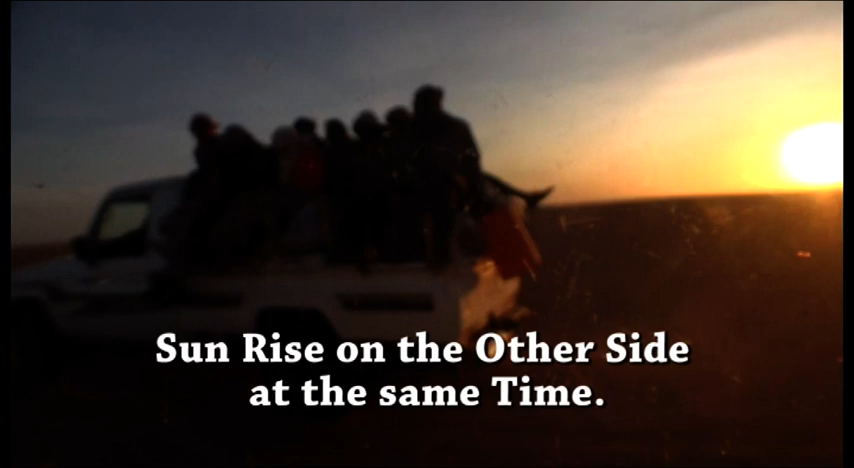 Sun Rise on the Other Side
at the same Time.